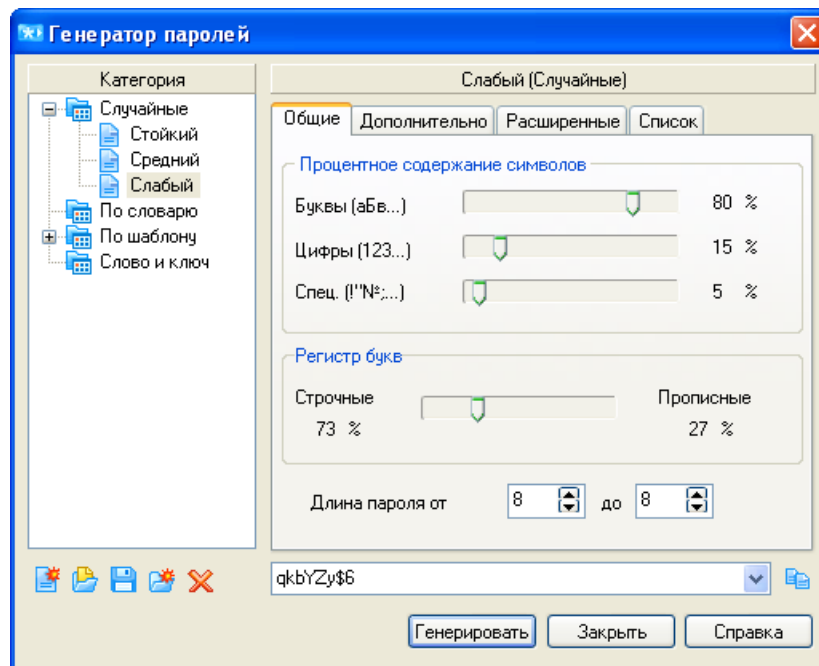 Генератор паролей
Категория
Случайные
Стойкий
Средний
Слабый
По словарю
По шаблону
Слово и ключ
Слабый (Случайные)
Общие Дополнительно Расширенные Список
Процентное содержание символов
Буквы (аБв...) 80 %
Цифры (123...) 15 %
Спец. (!"№;...) 5 %
Регистр букв
Строчные Прописные
73 % 27 %
Длина пароля от 8 до 8
qkbYZy$6
Генерировать Закрыть Справка